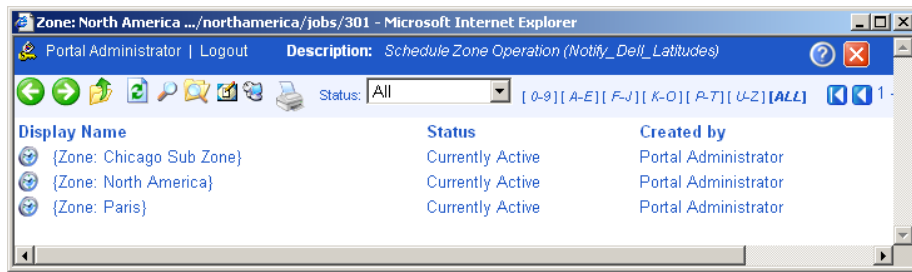 Zone: North America .../northamerica/jobs/301 - Microsoft Internet Explorer
Portal Administrator | Logout Description: Schedule Zone Operation (Notify_Dell_Latitudes)
Status: All [ 0-9 ][ A-E ][ F-J ][ K-O ][ P-T ][ U-Z ][ALL] 1 -
Display Name Status Created by
{Zone: Chicago Sub Zone} Currently Active Portal Administrator
{Zone: North America} Currently Active Portal Administrator
{Zone: Paris} Currently Active Portal Administrator